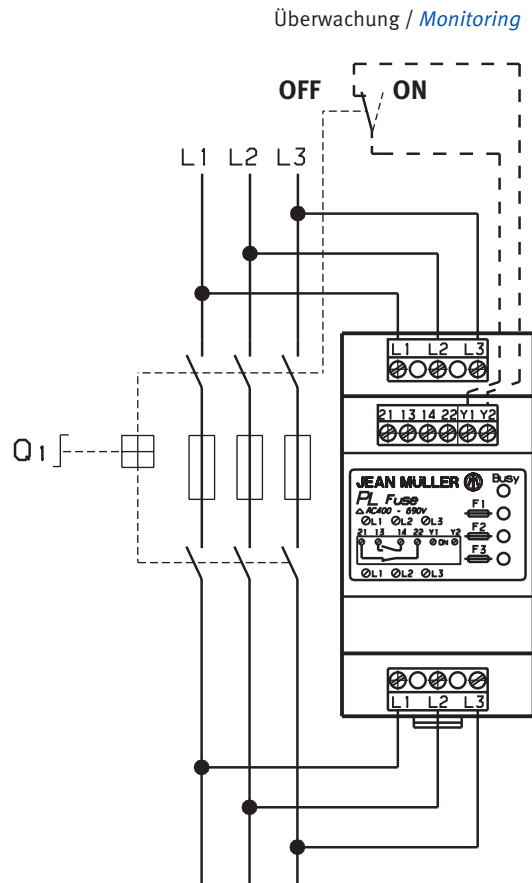 Überwachung / Monitoring
OFF ON
L1 L2 L3
L1 L2 L3
21 13 14 22 Y1 Y2
Q1
JEAN MÜLLER Busy
PL Fuse
△ AC400 - 690V
F1
L1 L2 L3
21 13 14 22 Y1 Y2
F2
ON
F3
L1 L2 L3
L1 L2 L3